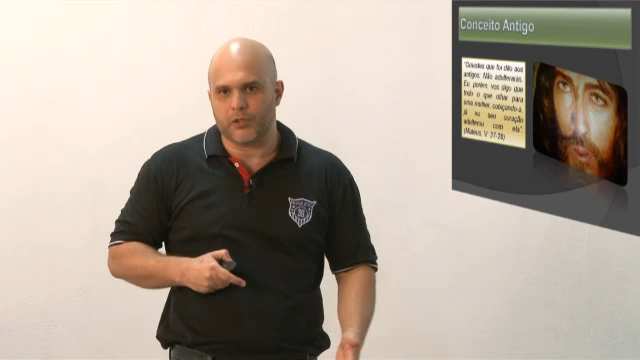 Conceito Antigo
"Ouvistes que foi dito aos
antigos: Não adulterarás.
Eu, porém, vos digo que
todo o que olhar para
uma mulher, cobiçando-a,
já no seu coração
adulterou com ela"
(Mateus, V: 27-28)
36